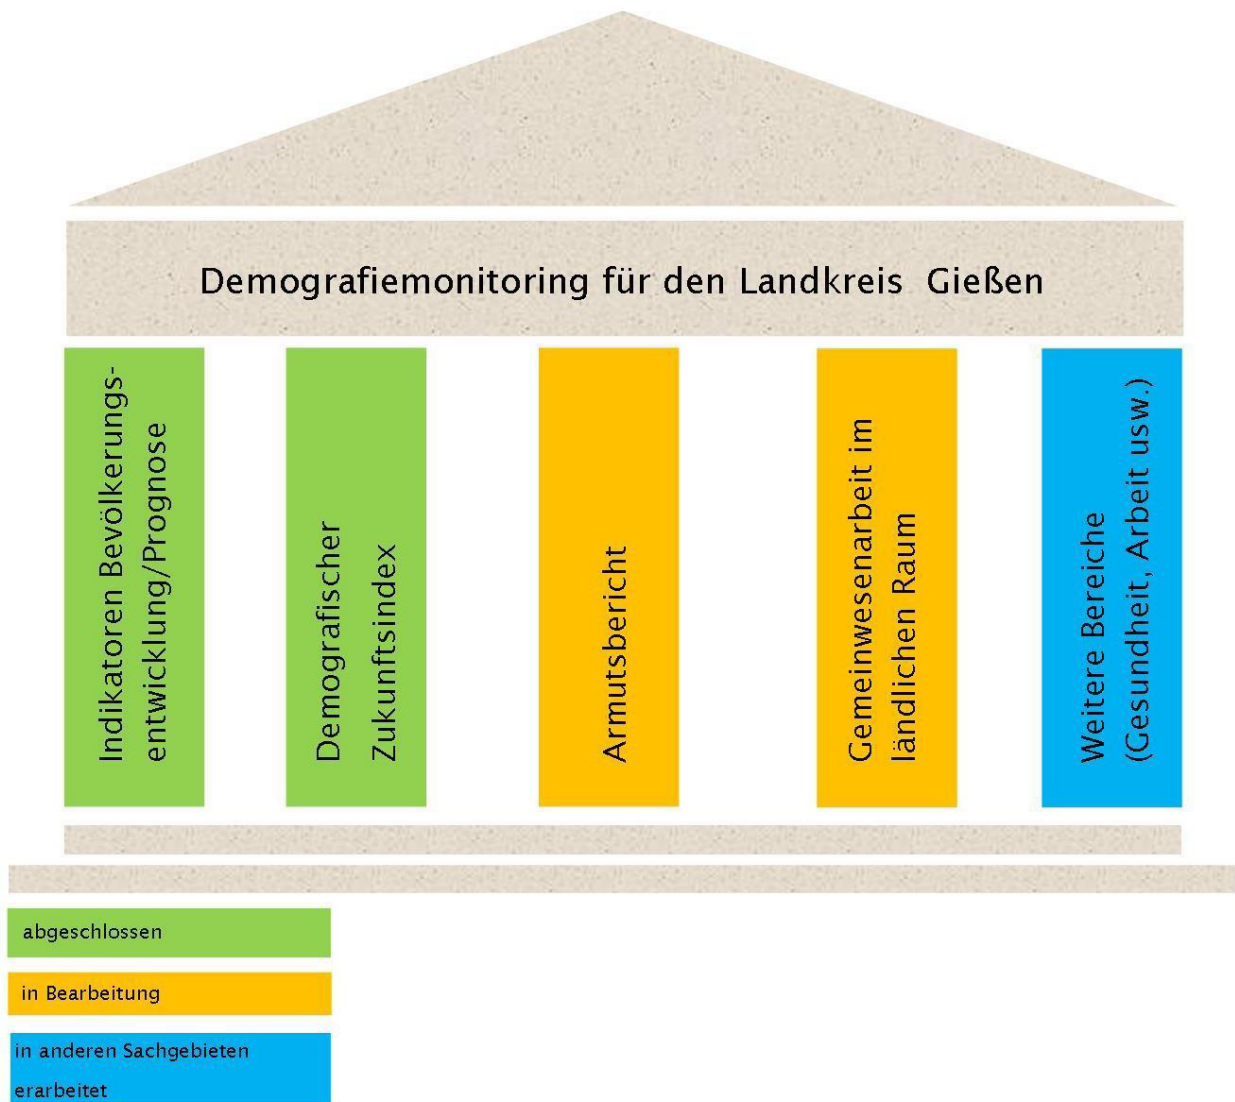 Demografiemonitoring für den Landkreis Gießen
Indikatoren Bevölkerungs-
entwicklung/Prognose
Demografischer
Zukunftsindex
Armutsbericht
Gemeinwesenarbeit im
ländlichen Raum
Weitere Bereiche
(Gesundheit, Arbeit usw.)
abgeschlossen
in Bearbeitung
in anderen Sachgebieten
erarbeitet